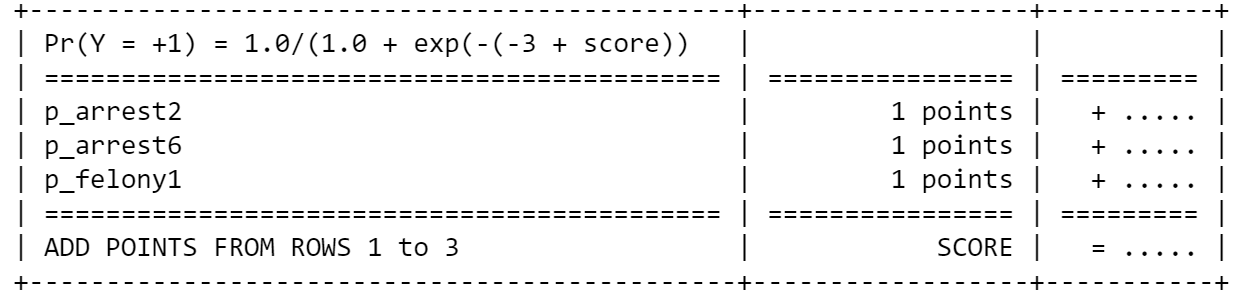 +----------------------------------------------+------------------+-----------+
| Pr(Y = +1) = 1.0/(1.0 + exp(-(-3 + score)) | | |
| ============================================ | ================ | ========= |
| p_arrest2 | 1 points | + ..... |
| p_arrest6 | 1 points | + ..... |
| p_felony1 | 1 points | + ..... |
| ============================================ | ================ | ========= |
| ADD POINTS FROM ROWS 1 to 3 | SCORE | = ..... |
+----------------------------------------------+------------------+-----------+